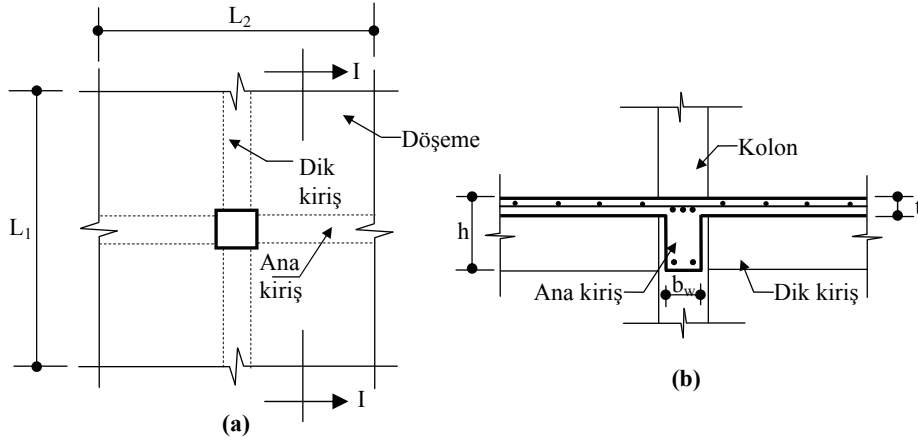 L2
I
Döşeme
Dik
kiriş
L1
Ana
kiriş
I
(a)
Kolon
t
h
Ana kiriş
bw
Dik kiriş
(b)